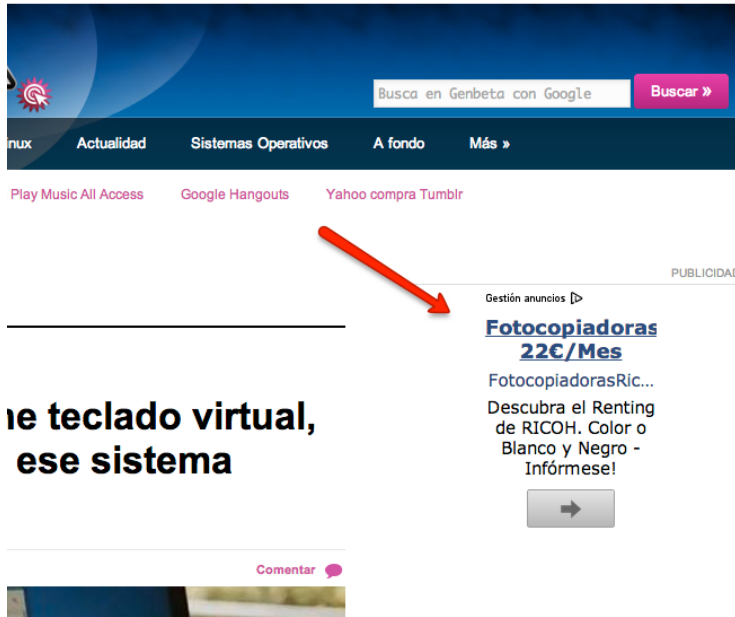 Busca en Genbeta con Google
Buscar »
inux Actualidad Sistemas Operativos A fondo Más »
Play Music All Access Google Hangouts Yahoo compra Tumblr
PUBLICIDAD
Gestión anuncios
Fotocopiadoras
22€/Mes
FotocopiadorasRic...
Descubra el Renting
de RICOH. Color o
Blanco y Negro -
Infórmese!
ne teclado virtual,
ese sistema
Comentar